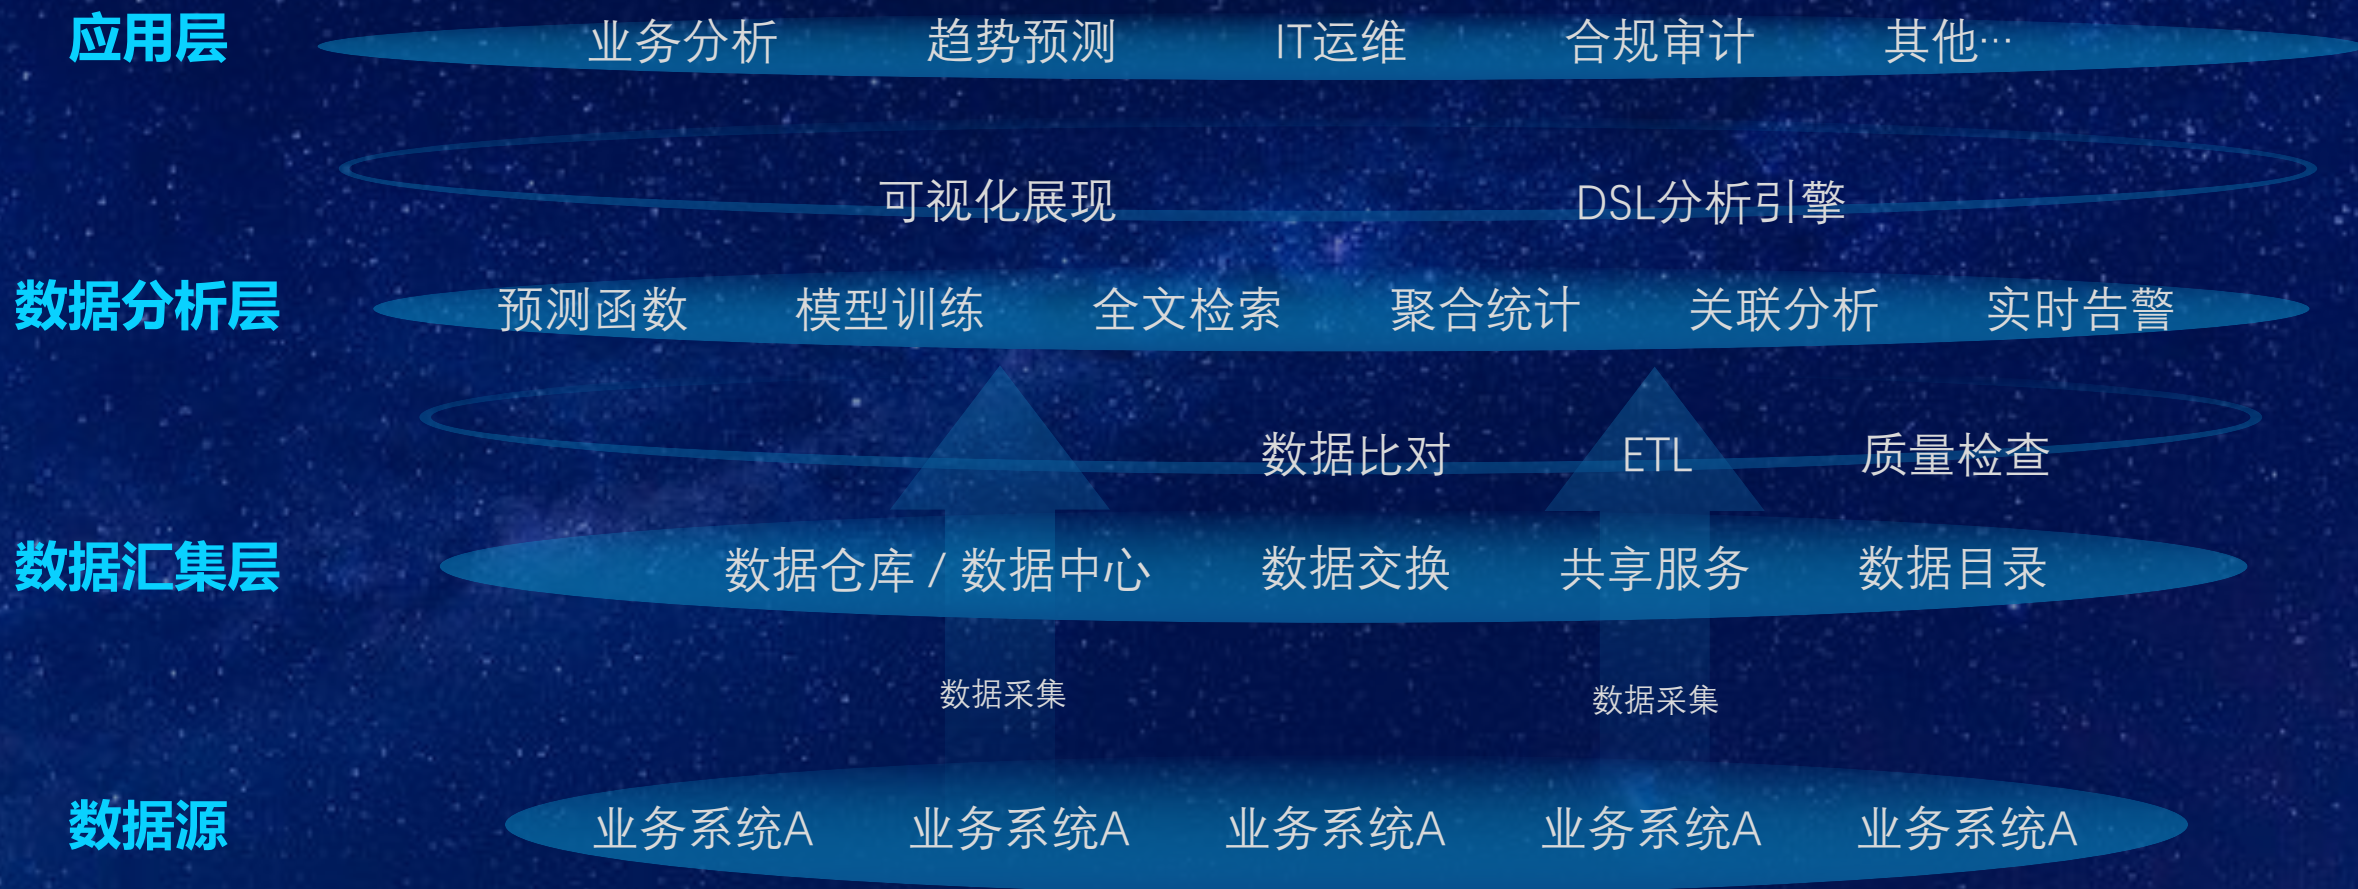 应用层 业务分析 趋势预测 IT运维 合规审计 其他…
可视化展现 DSL分析引擎
数据分析层 预测函数 模型训练 全文检索 聚合统计 关联分析 实时告警
数据比对 ETL 质量检查
数据汇集层 数据仓库 / 数据中心 数据交换 共享服务 数据目录
数据采集 数据采集
数据源 业务系统A 业务系统A 业务系统A 业务系统A 业务系统A